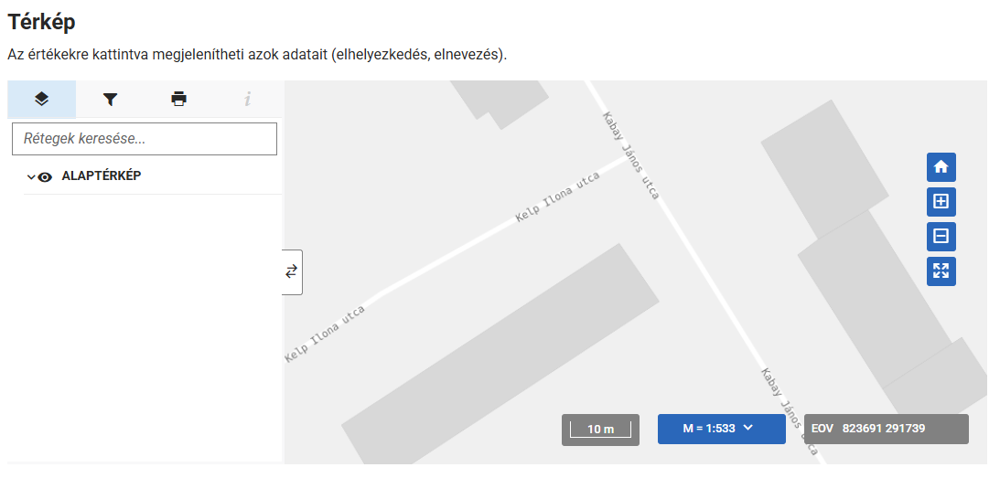 Térkép
Az értékekre kattintva megjelenítheti azok adatait (elhelyezkedés, elnevezés).
i
Rétegek keresése...
ALAPTÉRKÉP
Kabay János utca
Kelp Ilona utca
Kelp Ilona utca
Kabay János utca
10 m
M = 1:533
EOV 823691 291739